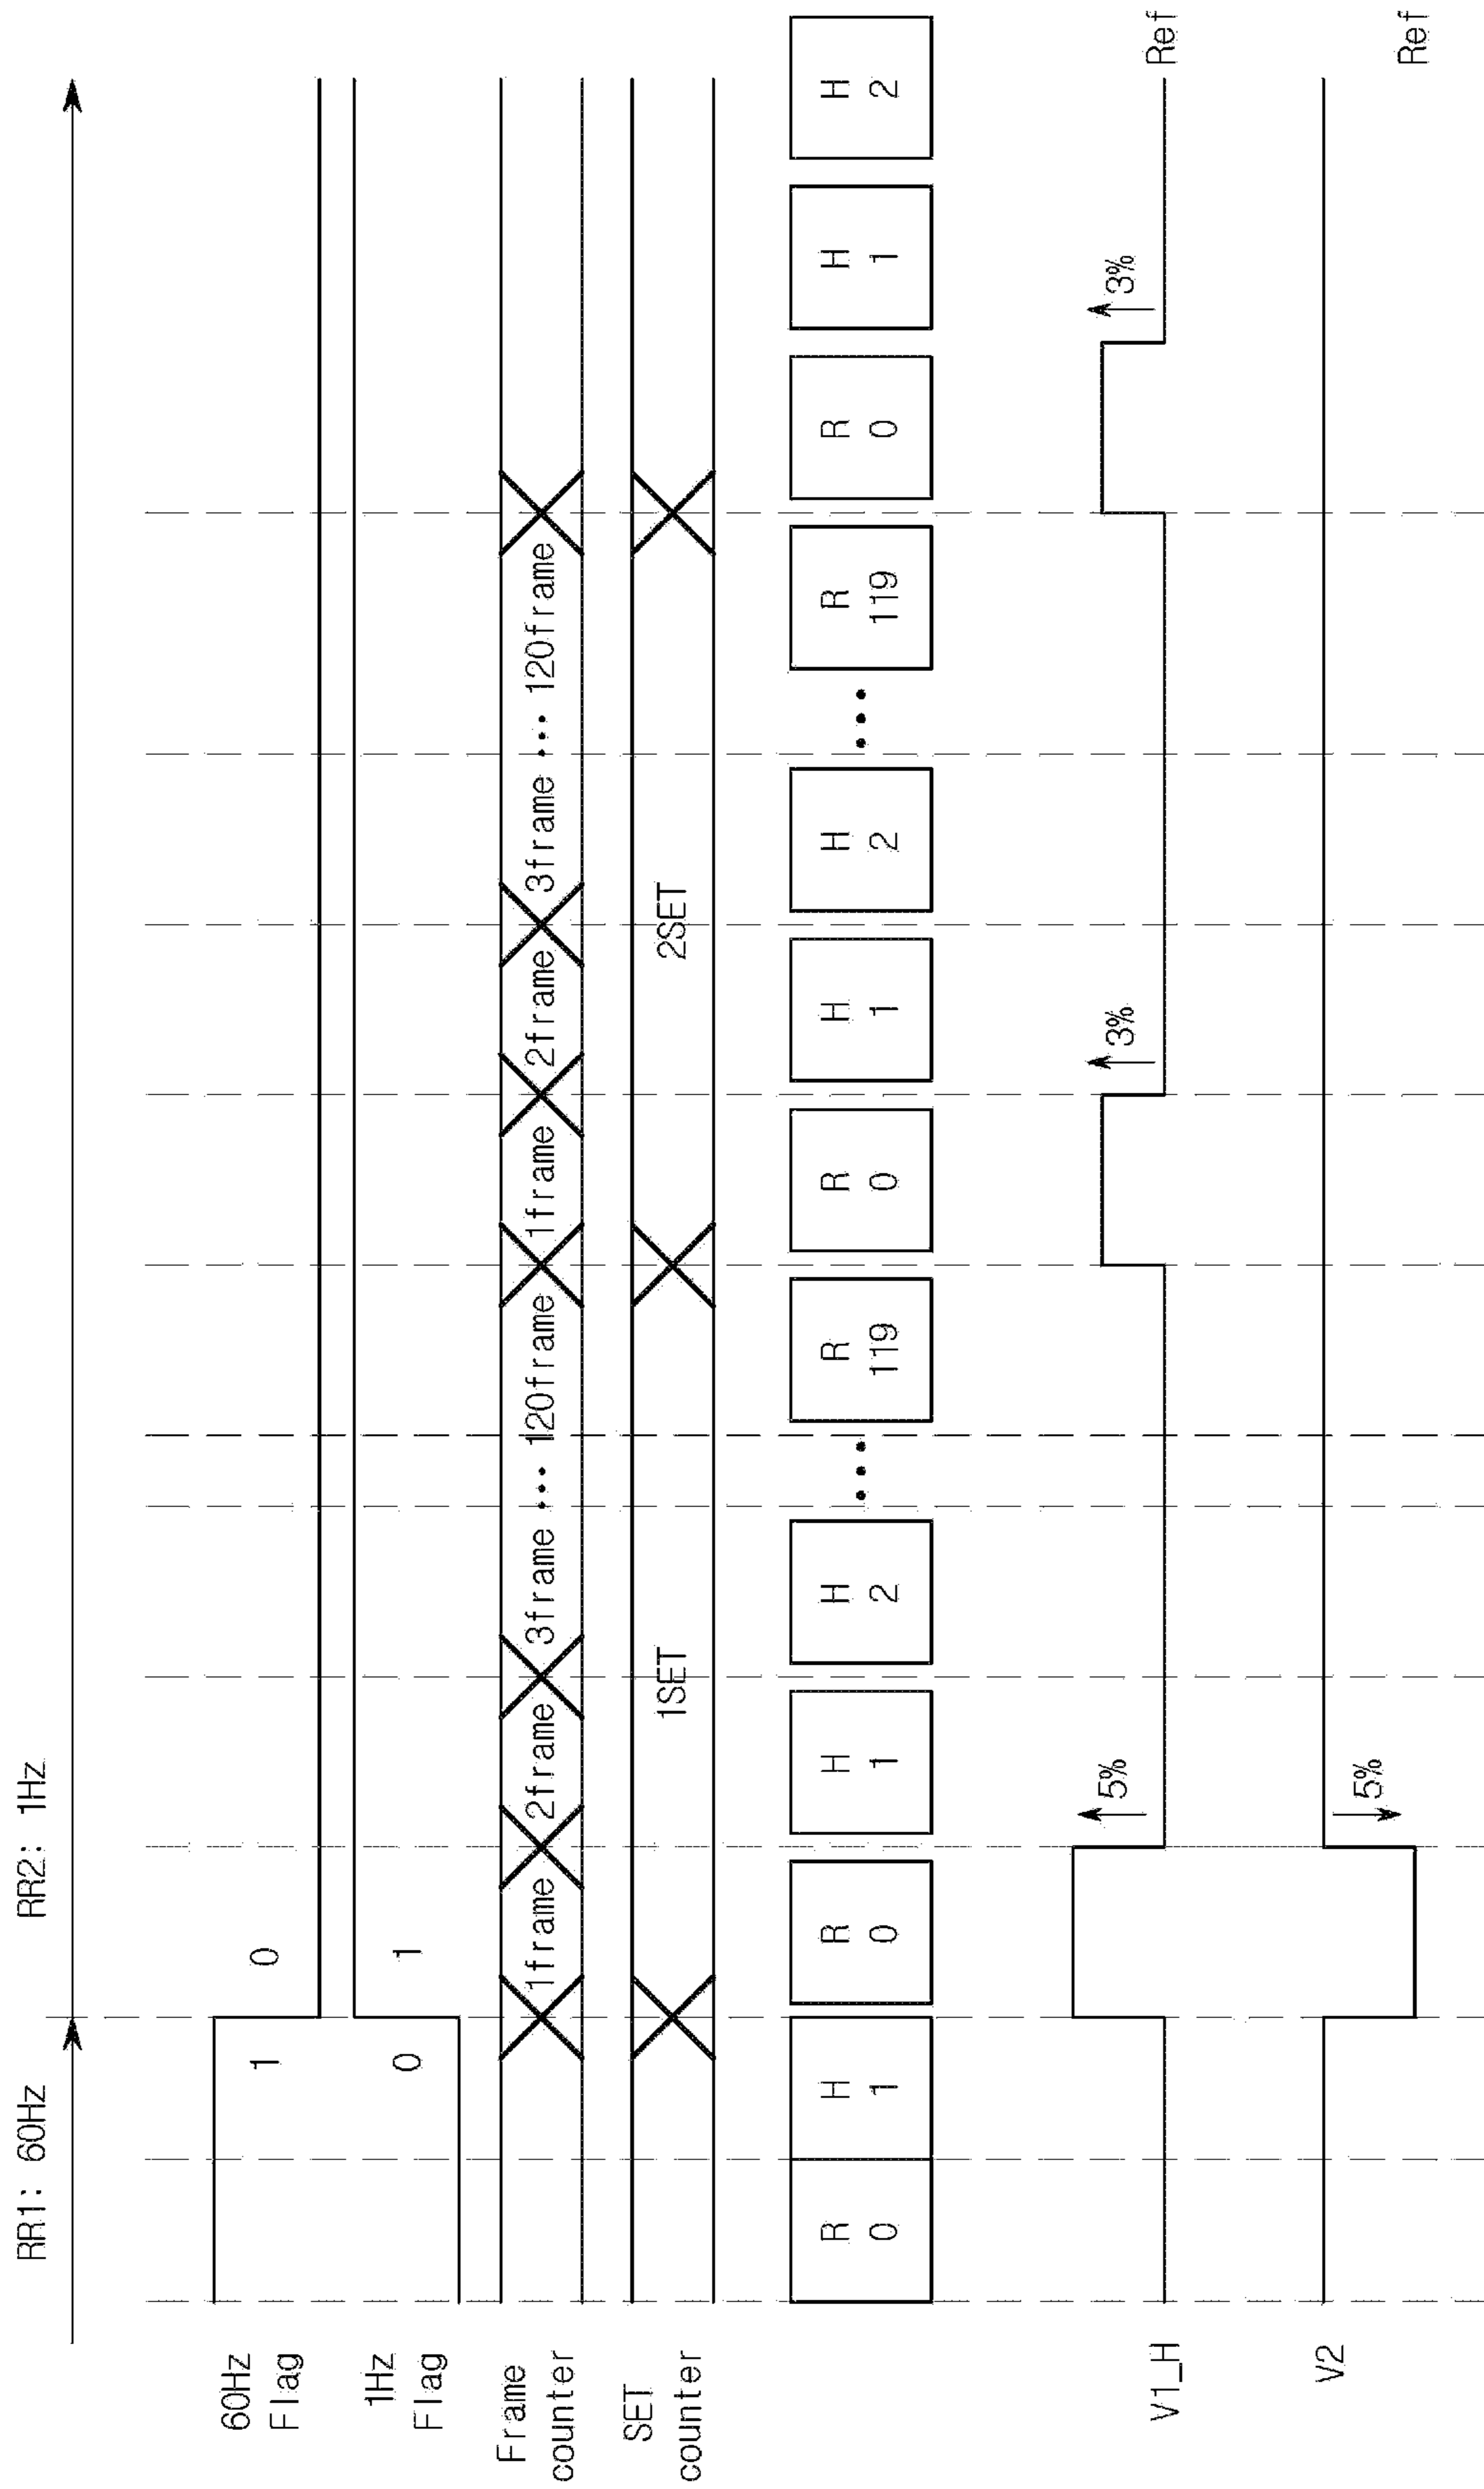 RR1: 60Hz
RR2: 1Hz
60Hz
Flag
1
0
1Hz
Flag
0
1
Frame
counter
1frame
2frame
3frame
...
120frame
1frame
2frame
3frame
...
120frame
SET
counter
1SET
2SET
R
0
H
1
R
0
H
1
H
2
...
R
119
R
0
H
1
H
2
...
R
119
R
0
H
1
H
2
V1_H
5%
3%
3%
Ref
V2
5%
Ref